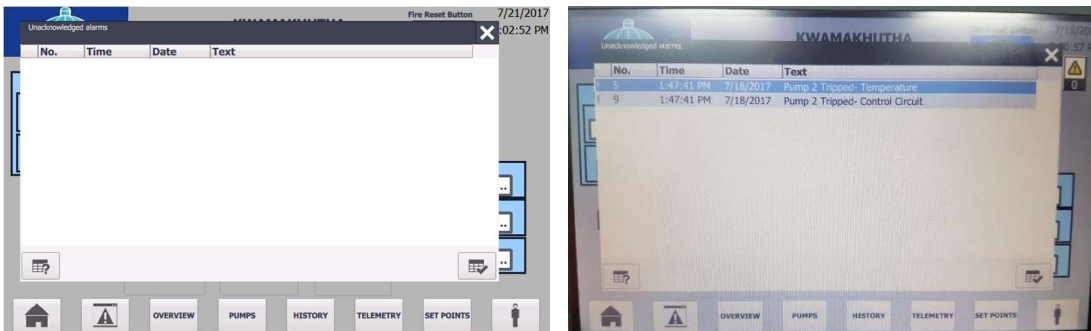 Fire Reset Button
7/21/2017
:02:52 PM
Unacknowledged alarms
No. Time Date Text
OVERVIEW PUMPS HISTORY TELEMETRY SET POINTS
KWAMAKHUTHA
Unacknowledged alarms
No. Time Date Text
5 1:47:41 PM 7/18/2017 Pump 2 Tripped- Temperature
! 9 1:47:41 PM 7/18/2017 Pump 2 Tripped- Control Circuit
0
OVERVIEW PUMPS HISTORY TELEMETRY SET POINTS